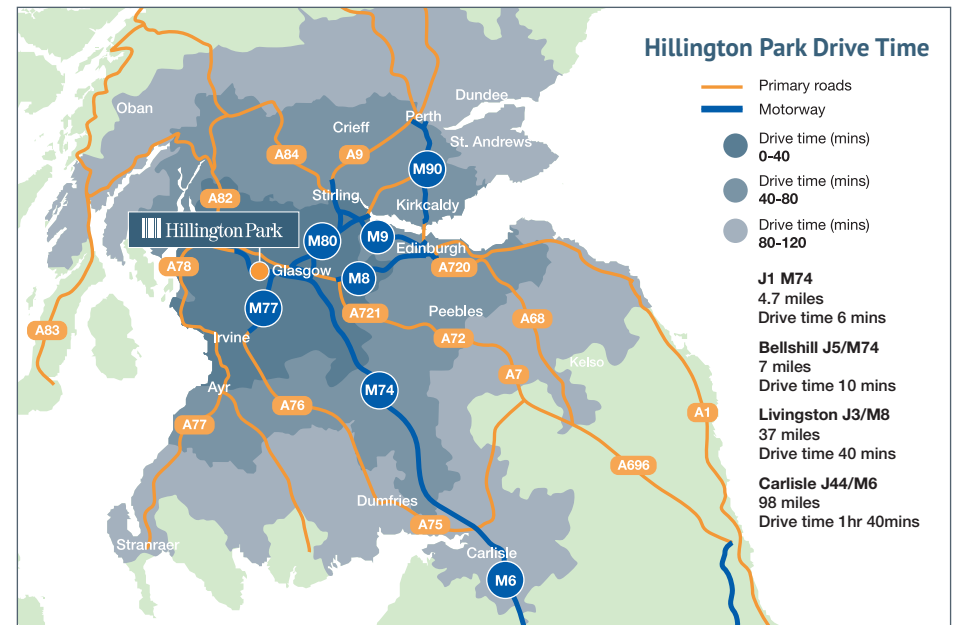 Hillington Park Drive Time
Primary roads
Motorway
Drive time (mins)
0-40
Drive time (mins)
40-80
Drive time (mins)
80-120
J1 M74
4.7 miles
Drive time 6 mins
Bellshill J5/M74
7 miles
Drive time 10 mins
Livingston J3/M8
37 miles
Drive time 40 mins
Carlisle J44/M6
98 miles
Drive time 1hr 40mins
Oban
Dundee
Perth
Crieff
St. Andrews
A84
A9
M90
Stirling
A82
Kirkcaldy
Hillington Park
M80
M9
Edinburgh
A78
Glasgow
M8
A720
M77
A721
Peebles
A68
A83
Irvine
A72
Kelso
A7
Ayr
M74
A76
A1
A77
A696
Dumfries
A75
Stranraer
Carlisle
M6